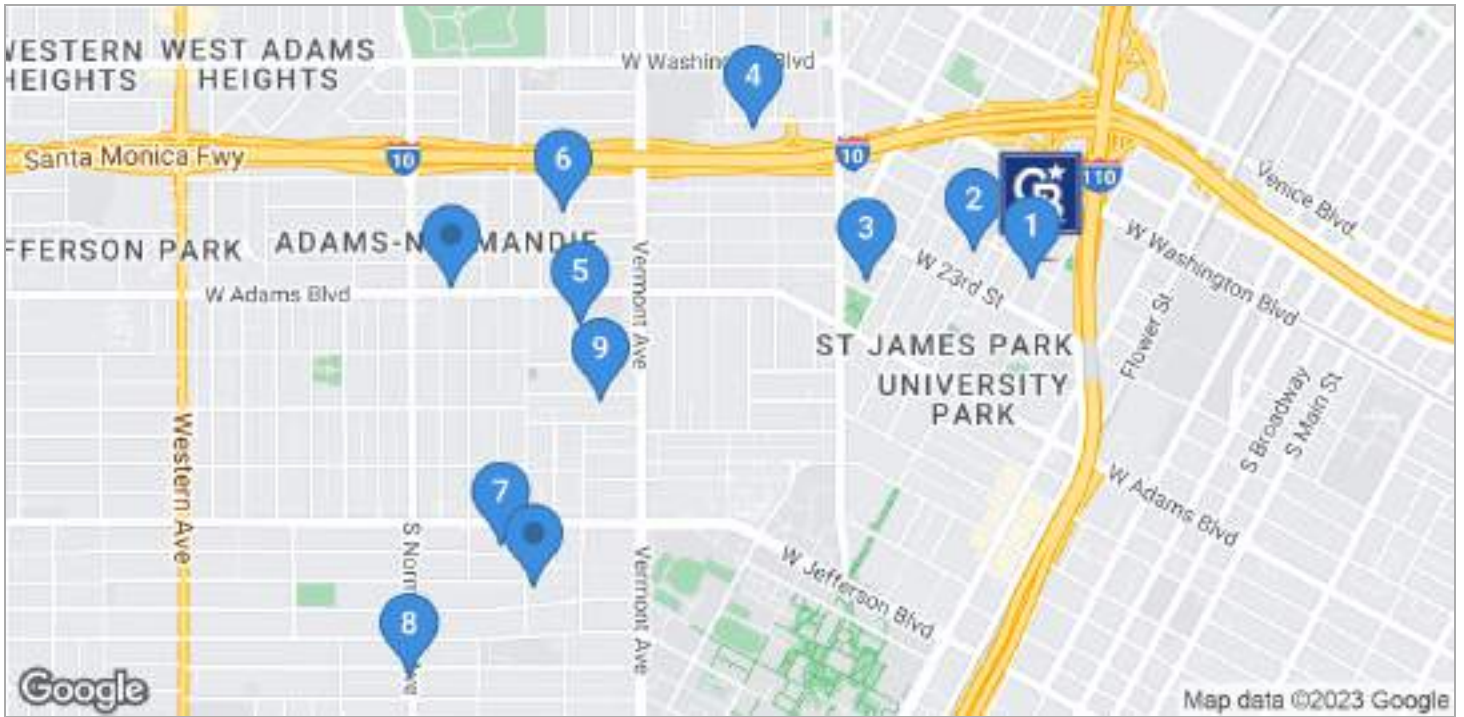 WESTERN
HEIGHTS
WEST ADAMS
HEIGHTS
W Washing
Blvd
4
Santa Monica Fwy
10
6
10
110
Venice Blvd.
2
1
3
FFERSON PARK
ADAMS-N
MANDIE
5
W 23rd St
W Washington Blvd
W Adams Blvd
Vermont Ave
9
ST JAMES PARK
UNIVERSITY
PARK
Flower St.
S Broadway
S Main St
Western Ave
7
W Adams Blvd
S Norm
Vermont Ave
W Jefferson Blvd
8
Google
Map data ©2023 Google